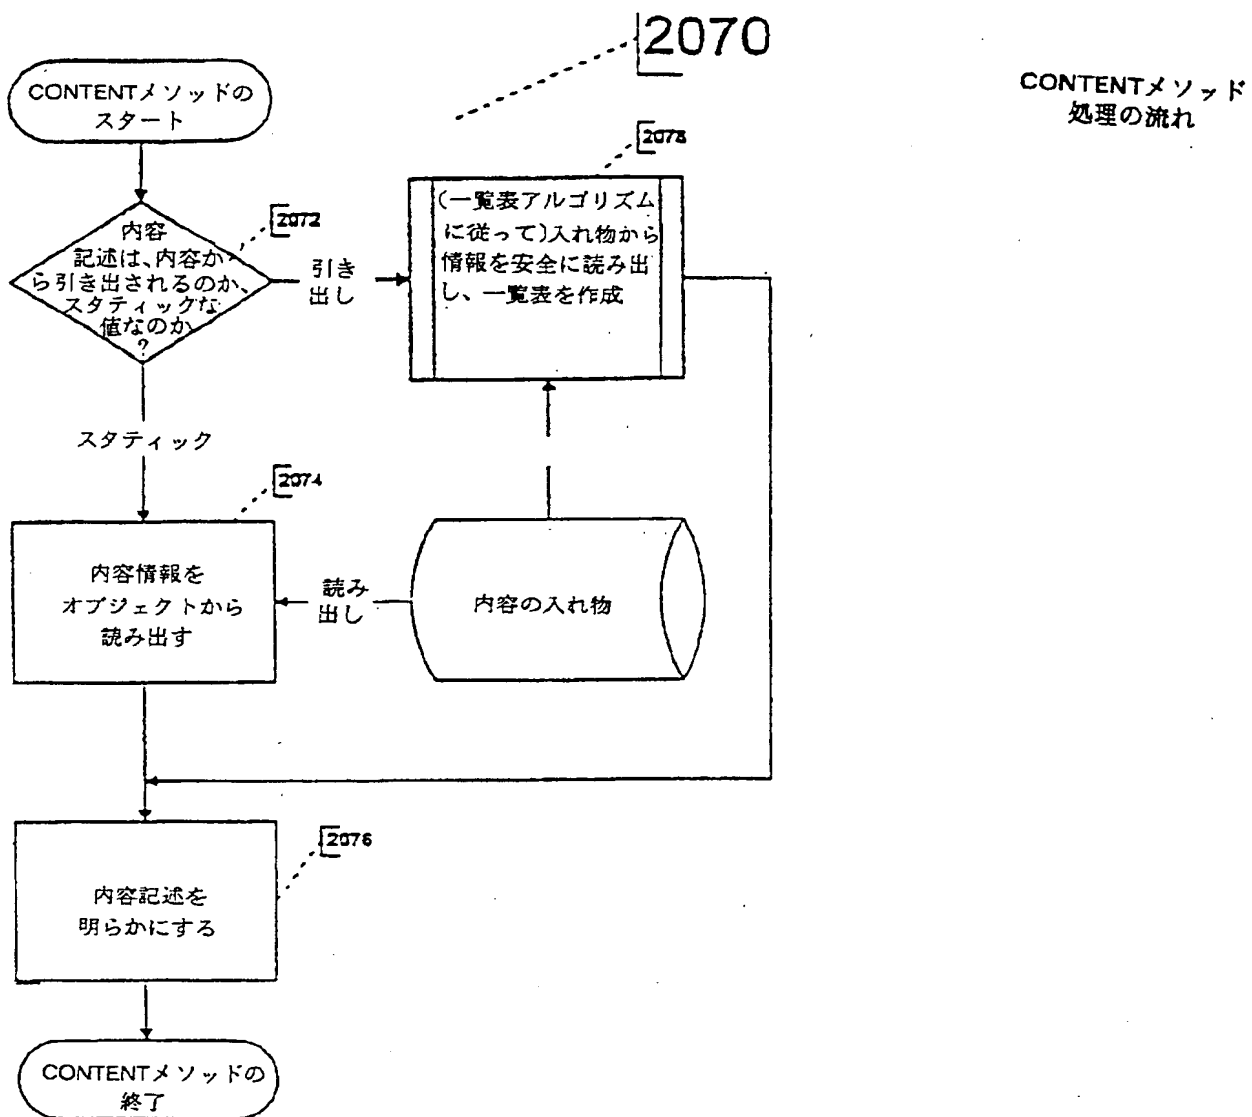 2070
CONTENTメソッド
処理の流れ
CONTENTメソッドの
スタート
2072
内容
記述は、内容か
ら引き出されるのか、
スタティックな
値なのか
?
引き
出し
2078
(一覧表アルゴリズム
に従って)入れ物から
情報を安全に読み出
し、一覧表を作成
スタティック
2074
内容情報を
オブジェクトから
読み出す
読み
出し
内容の入れ物
2076
内容記述を
明らかにする
CONTENTメソッドの
終了